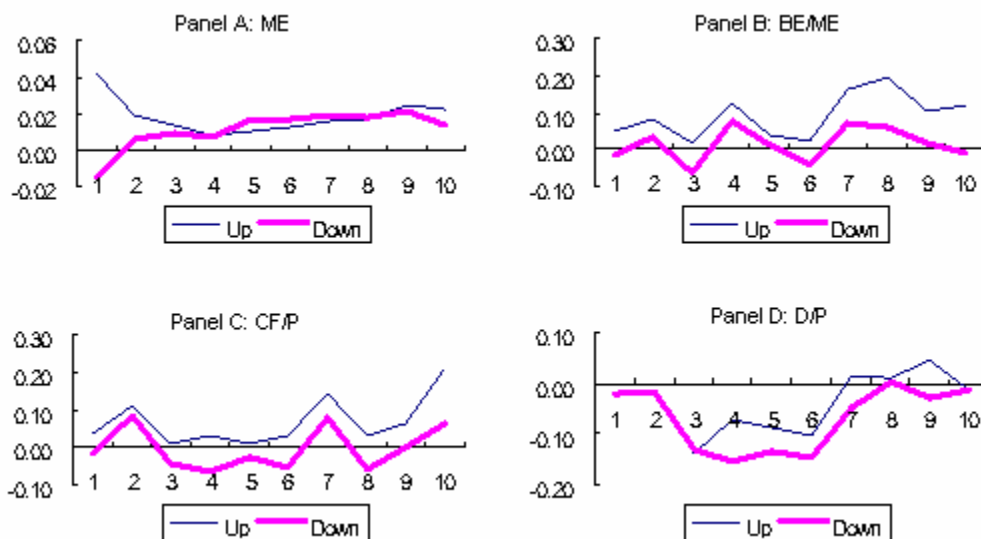 Panel A: ME
0.06
0.04
0.02
0.00
-0.02
1 2 3 4 5 6 7 8 9 10
Up Down
Panel B: BE/ME
0.30
0.20
0.10
0.00
-0.10
1 2 3 4 5 6 7 8 9 10
Up Down
Panel C: CF/P
0.30
0.20
0.10
0.00
-0.10
1 2 3 4 5 6 7 8 9 10
Up Down
Panel D: D/P
0.10
0.00
-0.10
-0.20
1 2 3 4 5 6 7 8 9 10
Up Down